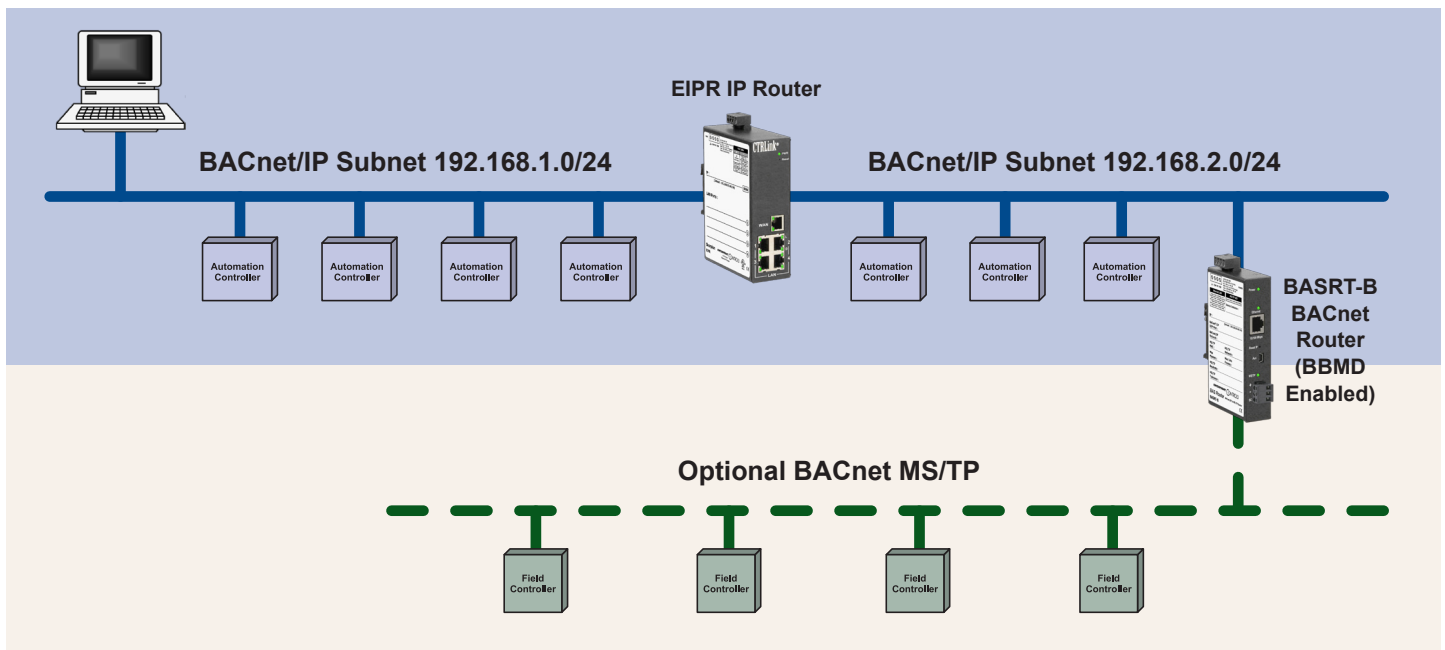 EIPR IP Router
BACnet/IP Subnet 192.168.1.0/24
BACnet/IP Subnet 192.168.2.0/24
CTRLink
Automation
Controller
Automation
Controller
Automation
Controller
Automation
Controller
Automation
Controller
Automation
Controller
Automation
Controller
LAN
BASRT-B
BACnet
Router
(BBMD
Enabled)
Optional BACnet MS/TP
Field
Controller
Field
Controller
Field
Controller
Field
Controller